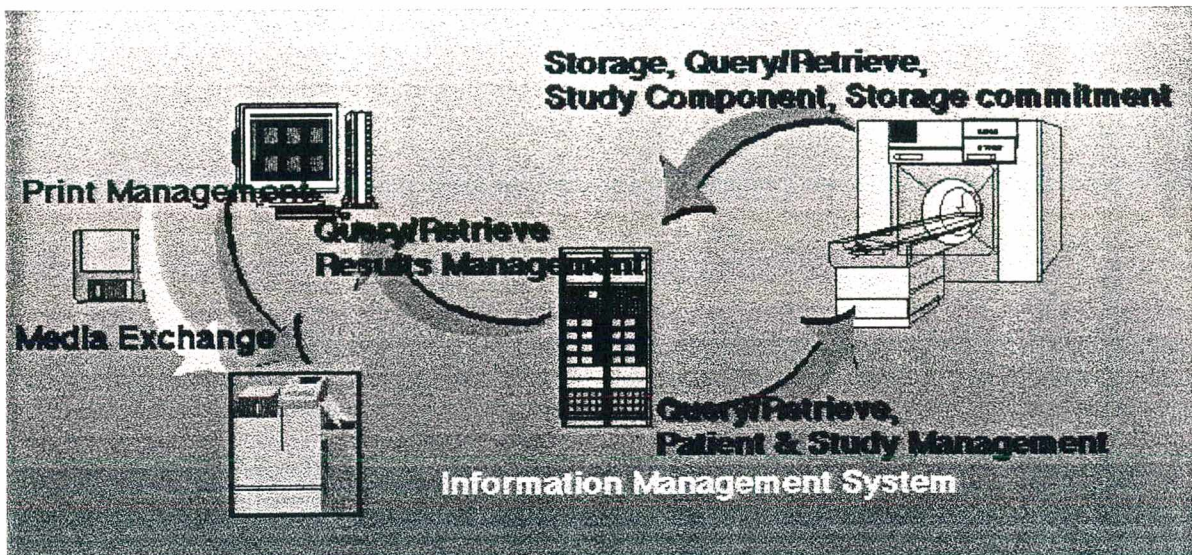 Storage, Query/Retrieve,
Study Component, Storage commitment
Print Management
Query/Retrieve
Results Management
Media Exchange
Query/Retrieve,
Patient & Study Management
Information Management System